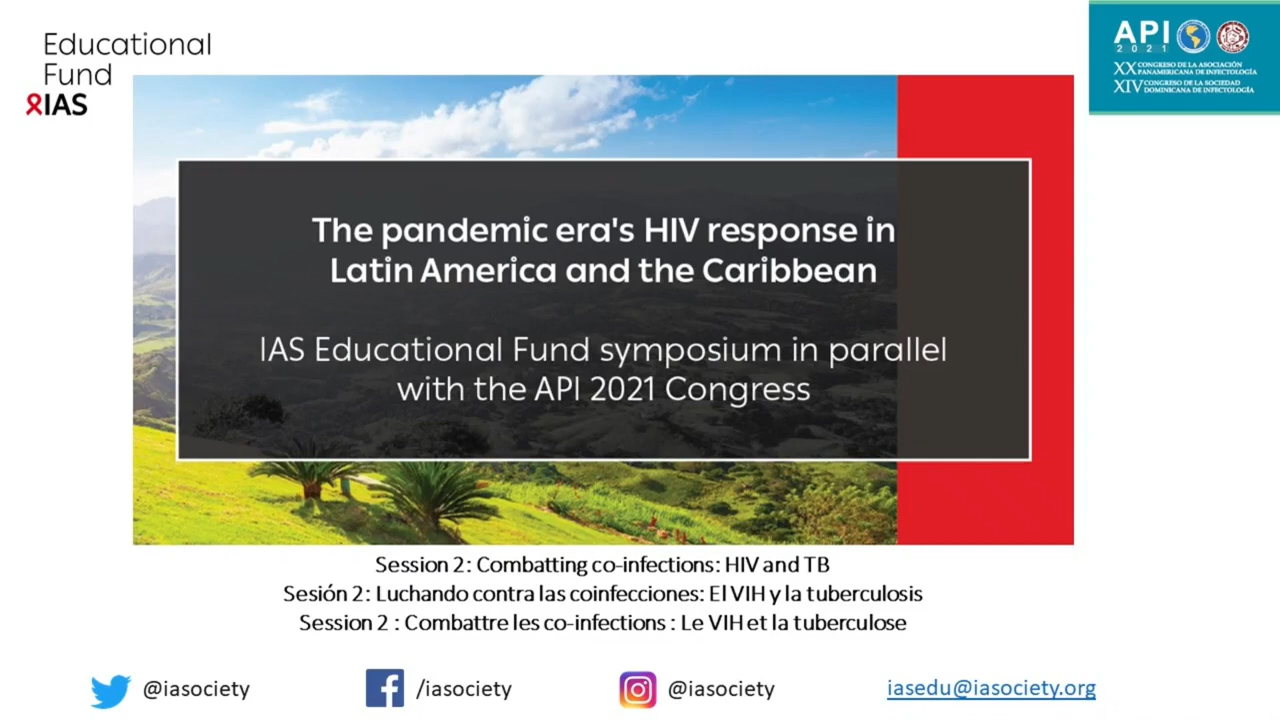 Educational
Fund
IAS
API
2021
XX CONGRESO DE LA ASOCIACIÓN
PANAMERICANA DE INFECTOLOGÍA
XIV CONGRESO DE LA SOCIEDAD
DOMINICANA DE INFECTOLOGÍA
The pandemic era's HIV response in
Latin America and the Caribbean
IAS Educational Fund symposium in parallel
with the API 2021 Congress
Session 2: Combatting co-infections: HIV and TB
Sesión 2: Luchando contra las coinfecciones: El VIH y la tuberculosis
Session 2 : Combattre les co-infections : Le VIH et la tuberculose
@iasociety
/iasociety
@iasociety
iasedu@iasociety.org